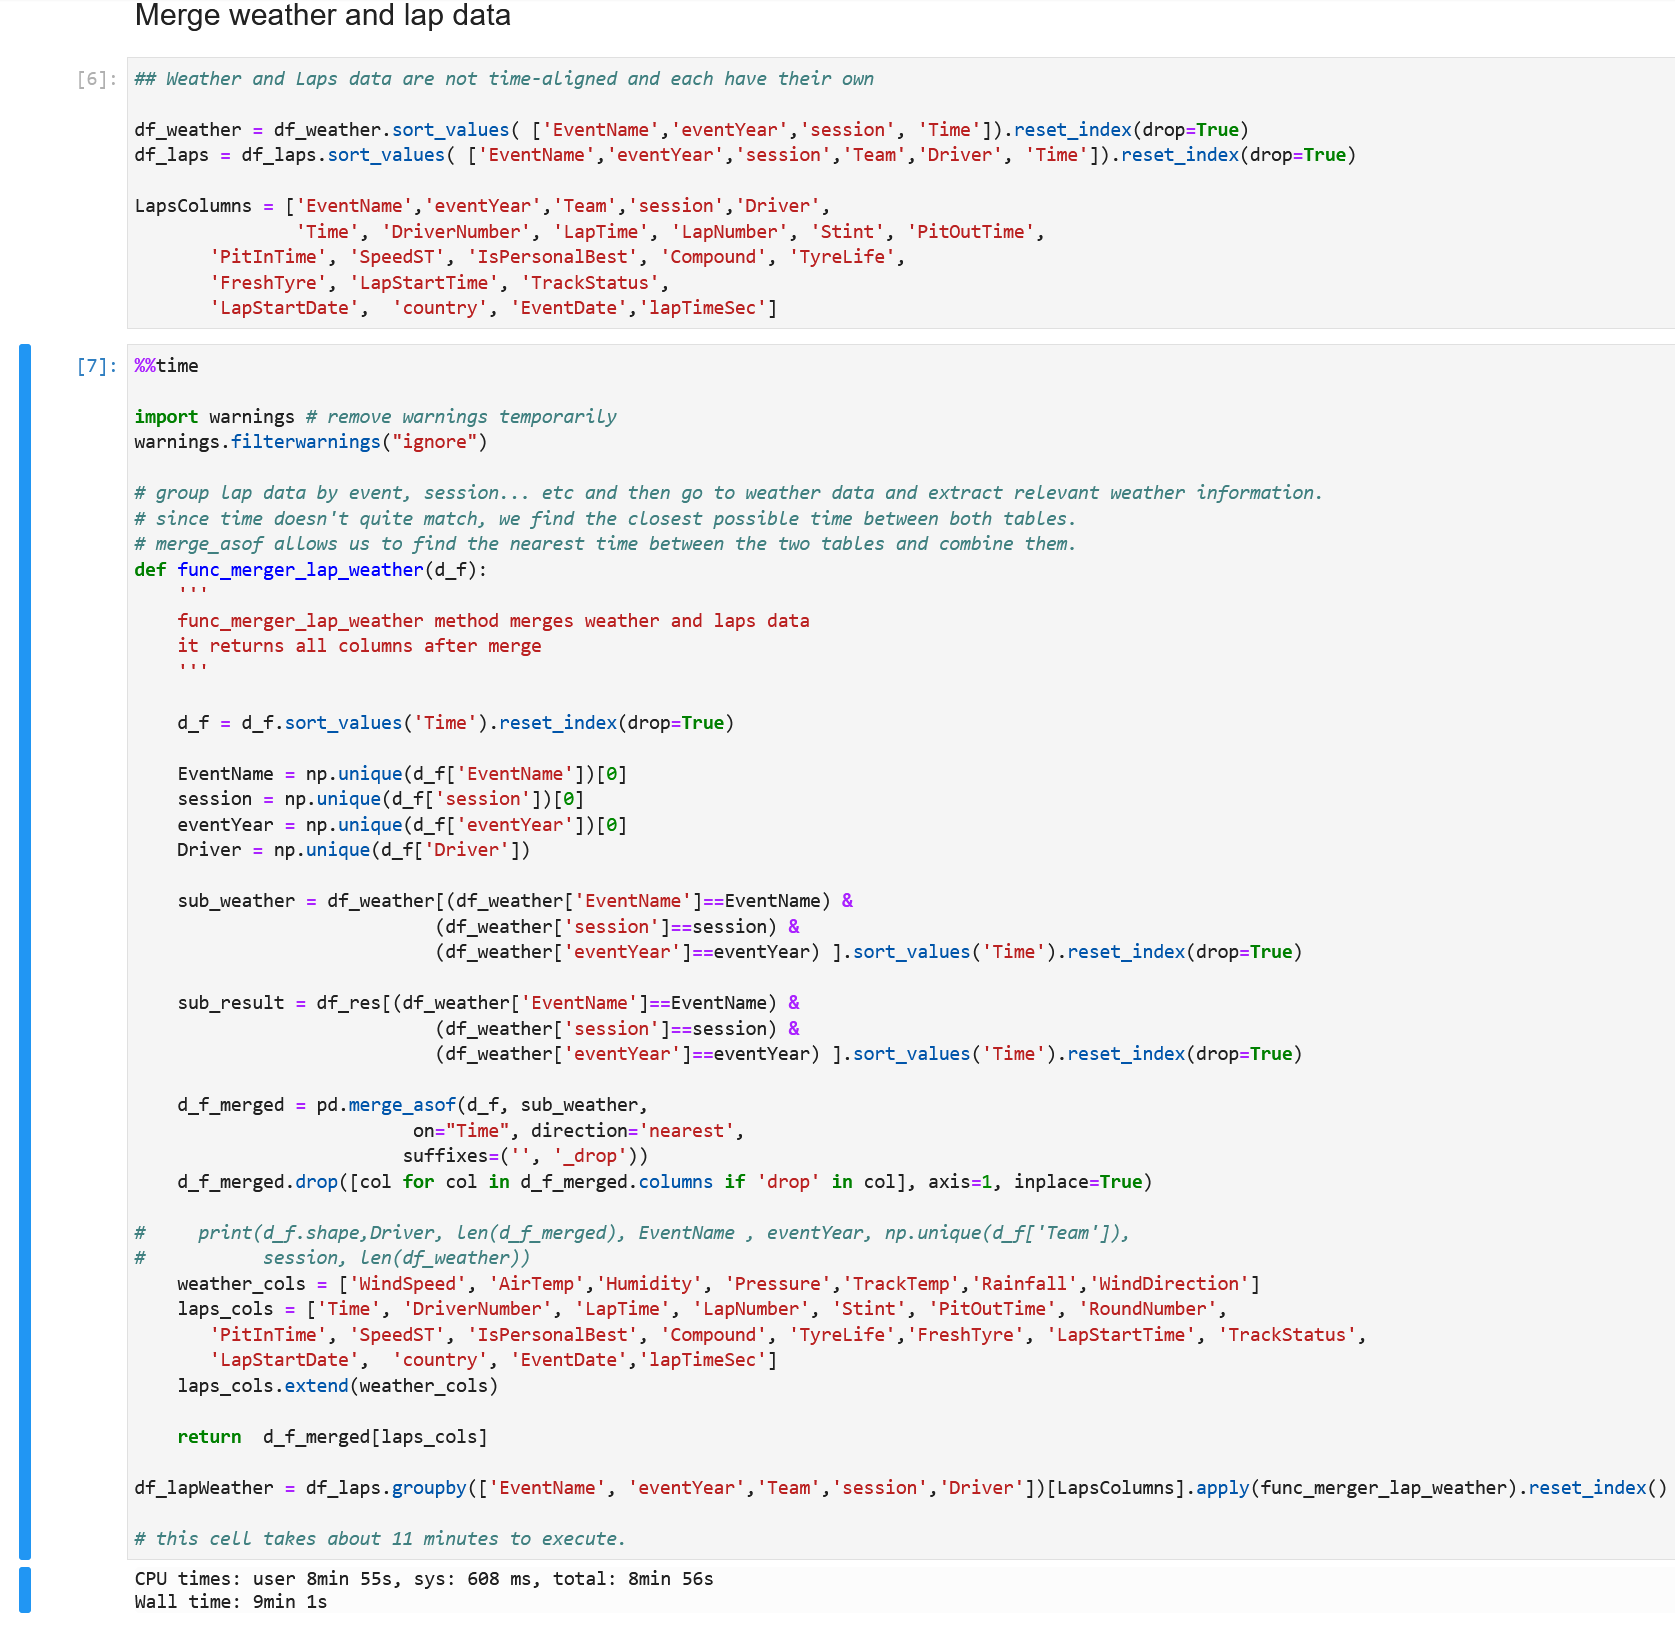 Merge weather and lap data
[6]: ## Weather and Laps data are not time-aligned and each have their own
df_weather = df_weather.sort_values( ['EventName','eventYear','session', 'Time']).reset_index(drop=True)
df_laps = df_laps.sort_values( ['EventName','eventYear','session','Team','Driver', 'Time']).reset_index(drop=True)
LapsColumns = ['EventName','eventYear','Team','session','Driver',
'Time', 'DriverNumber', 'LapTime', 'LapNumber', 'Stint', 'PitOutTime',
'PitInTime', 'SpeedST', 'IsPersonalBest', 'Compound', 'TyreLife',
'FreshTyre', 'LapStartTime', 'TrackStatus',
'LapStartDate',  'country', 'EventDate','lapTimeSec']
[7]: %%time
import warnings # remove warnings temporarily
warnings.filterwarnings("ignore")
# group lap data by event, session... etc and then go to weather data and extract relevant weather information.
# since time doesn't quite match, we find the closest possible time between both tables.
# merge_asof allows us to find the nearest time between the two tables and combine them.
def func_merger_lap_weather(d_f):
'''
func_merger_lap_weather method merges weather and laps data
it returns all columns after merge
'''
d_f = d_f.sort_values('Time').reset_index(drop=True)
EventName = np.unique(d_f['EventName'])[0]
session = np.unique(d_f['session'])[0]
eventYear = np.unique(d_f['eventYear'])[0]
Driver = np.unique(d_f['Driver'])
sub_weather = df_weather[(df_weather['EventName']==EventName) &
(df_weather['session']==session) &
(df_weather['eventYear']==eventYear) ].sort_values('Time').reset_index(drop=True)
sub_result = df_res[(df_weather['EventName']==EventName) &
(df_weather['session']==session) &
(df_weather['eventYear']==eventYear) ].sort_values('Time').reset_index(drop=True)
d_f_merged = pd.merge_asof(d_f, sub_weather,
on="Time", direction='nearest',
suffixes=('', '_drop'))
d_f_merged.drop([col for col in d_f_merged.columns if 'drop' in col], axis=1, inplace=True)
#     print(d_f.shape,Driver, len(d_f_merged), EventName , eventYear, np.unique(d_f['Team']),
#           session, len(df_weather))
weather_cols = ['WindSpeed', 'AirTemp','Humidity', 'Pressure','TrackTemp','Rainfall','WindDirection']
laps_cols = ['Time', 'DriverNumber', 'LapTime', 'LapNumber', 'Stint', 'PitOutTime', 'RoundNumber',
'PitInTime', 'SpeedST', 'IsPersonalBest', 'Compound', 'TyreLife','FreshTyre', 'LapStartTime', 'TrackStatus',
'LapStartDate',  'country', 'EventDate','lapTimeSec']
laps_cols.extend(weather_cols)
return  d_f_merged[laps_cols]
df_lapWeather = df_laps.groupby(['EventName', 'eventYear','Team','session','Driver'])[LapsColumns].apply(func_merger_lap_weather).reset_index()
# this cell takes about 11 minutes to execute.
CPU times: user 8min 55s, sys: 608 ms, total: 8min 56s
Wall time: 9min 1s